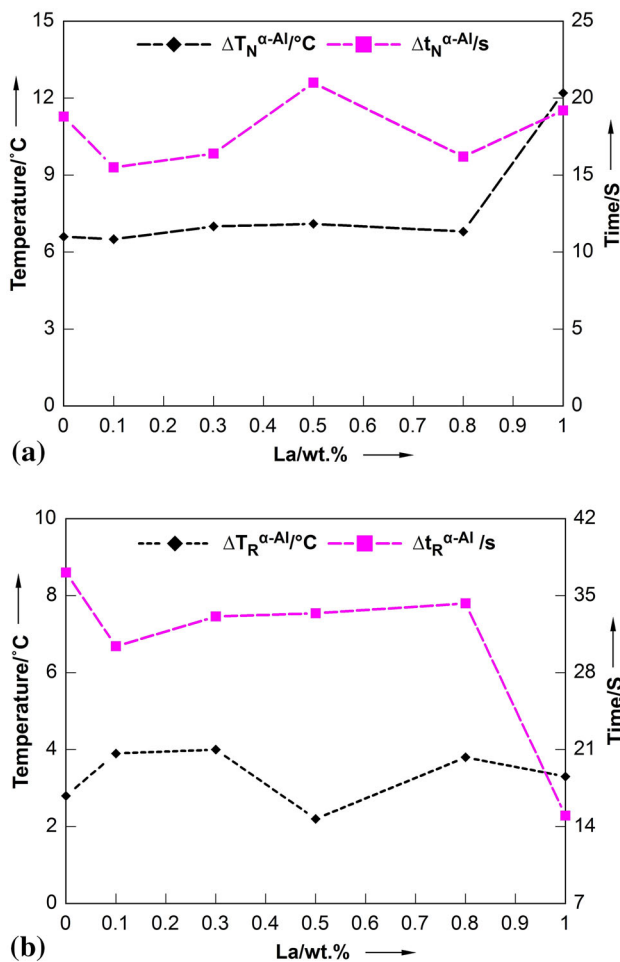 ΔT_N^α-Al/°C Δt_N^α-Al/s
15 25
12 20
9 15
6 10
3 5
0 0
Temperature/°C
Time/S
0 0.1 0.2 0.3 0.4 0.5 0.6 0.7 0.8 0.9 1
La/wt.%
(a)
ΔT_R^α-Al/°C Δt_R^α-Al /s
10 42
8 35
6 28
4 21
2 14
0 7
Temperature/°C
Time/S
0 0.1 0.2 0.3 0.4 0.5 0.6 0.7 0.8 0.9 1
La/wt.%
(b)